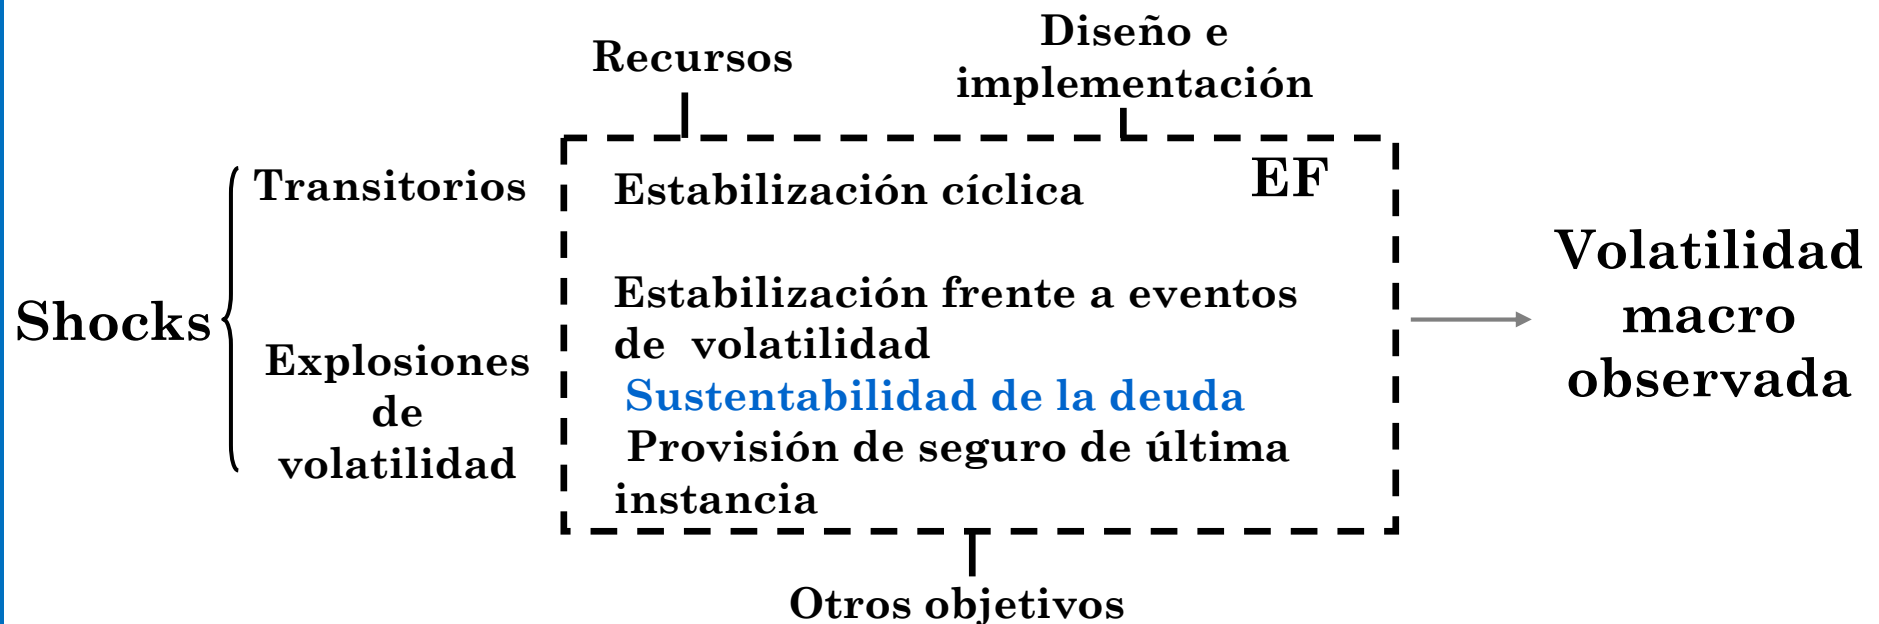 Recursos
Diseño e
implementación
Shocks
Transitorios
Explosiones
de
volatilidad
EF
Estabilización cíclica
Estabilización frente a eventos
de volatilidad
Sustentabilidad de la deuda
Provisión de seguro de última
instancia
Volatilidad
macro
observada
Otros objetivos